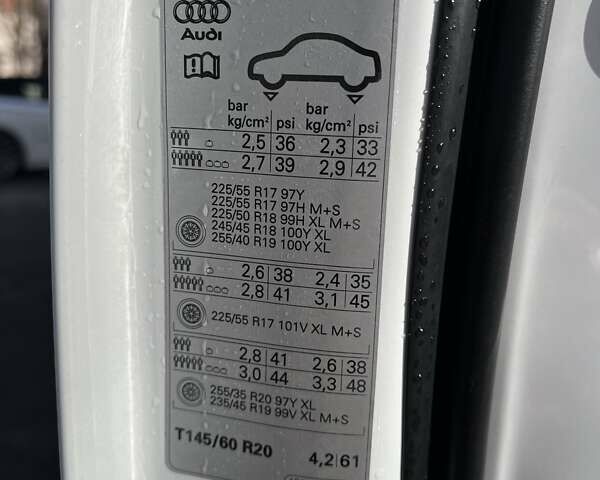 Audi
bar psi bar psi
kg/cm² kg/cm²
2,5 36 2,3 33
2,7 39 2,9 42
225/55 R17 97Y
225/55 R17 97H M+S
225/50 R18 99H XL M+S
245/45 R18 100Y XL
255/40 R19 100Y XL
2,6 38 2,4 35
2,8 41 3,1 45
225/55 R17 101V XL M+S
2,8 41 2,6 38
3,0 44 3,3 48
255/35 R20 97Y XL
235/45 R19 99V XL M+S
T145/60 R20 4,2 61